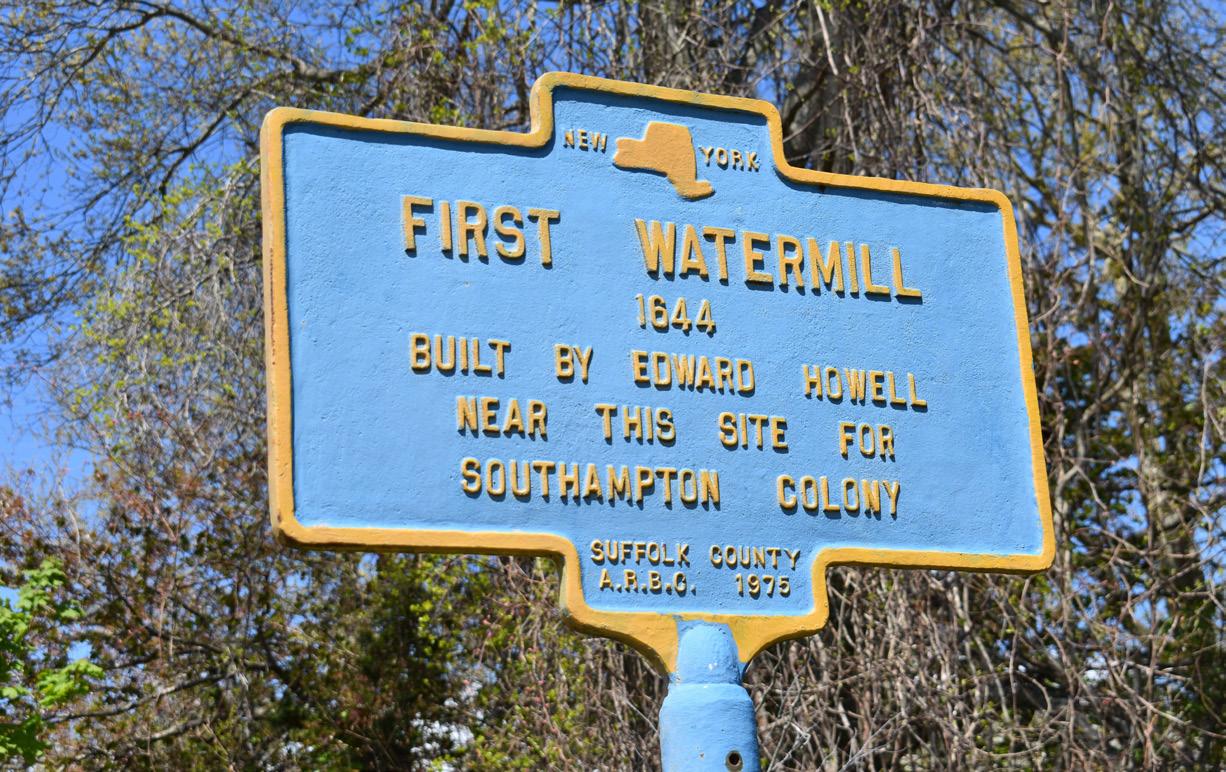 NEW YORK
FIRST WATERMILL
1644
BUILT BY EDWARD HOWELL
NEAR THIS SITE FOR
SOUTHAMPTON COLONY
SUFFOLK COUNTY
A.R.B.C. 1975